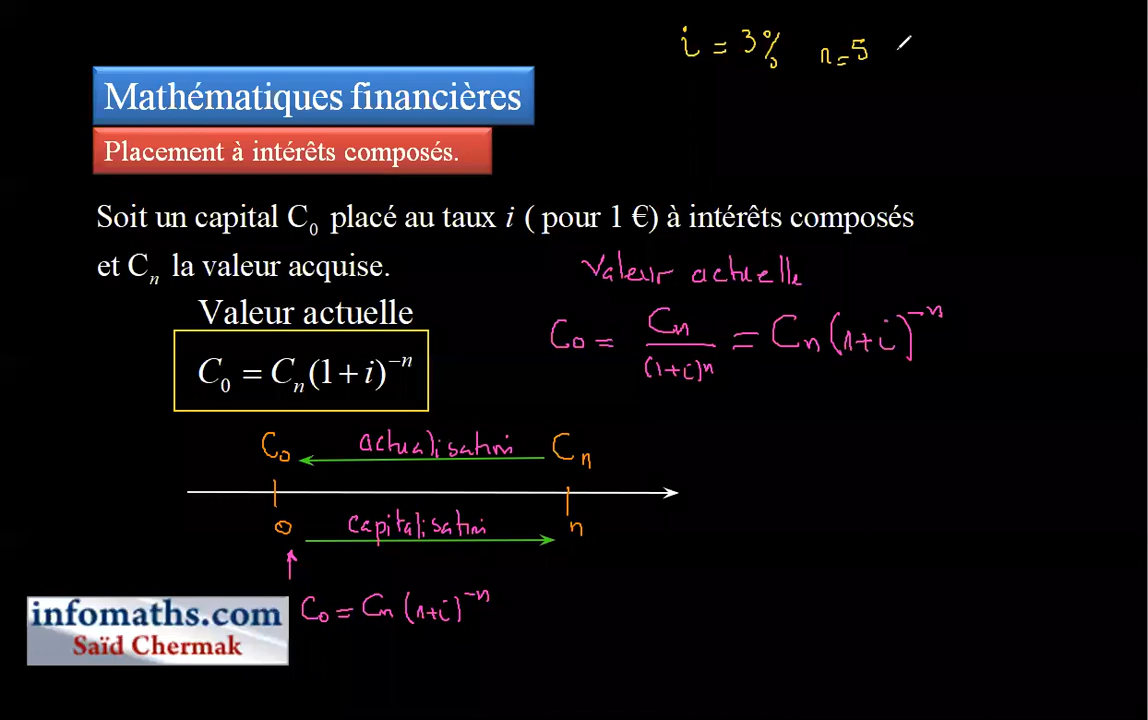 i = 3% n=5
Mathématiques financières
Placement à intérêts composés.
Soit un capital C₀ placé au taux i ( pour 1 €) à intérêts composés
et Cₙ la valeur acquise.
Valeur actuelle
Valeur actuelle
C₀ = Cₙ(1+i)⁻ⁿ
C₀ = Cₙ/(1+i)ⁿ = Cₙ(1+i)⁻ⁿ
C₀ actualisation Cₙ
0 capitalisation n
C₀ = Cₙ(1+i)⁻ⁿ
infomaths.com
Saïd Chermak